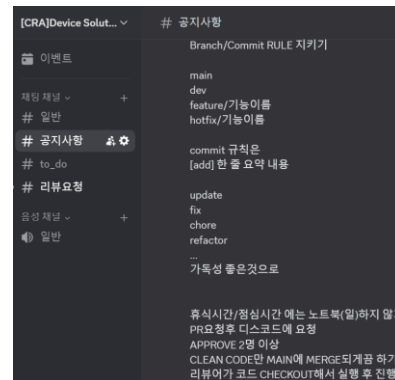 [CRA]Device Solut...
이벤트
채팅 채널
# 일반
# 공지사항
# to_do
# 리뷰요청
음성 채널
일반
# 공지사항
Branch/Commit RULE 지키기
main
dev
feature/기능이름
hotfix/기능이름
commit 규칙은
[add] 한 줄 요약 내용
update
fix
chore
refactor
...
가독성 좋은것으로
휴식시간/점심시간 에는 노트북(일)하지 않
PR요청후 디스코드에 요청
APPROVE 2명 이상
CLEAN CODE만 MAIN에 MERGE되게끔 하기
리뷰어가 코드 CHECKOUT해서 실행 후 진행